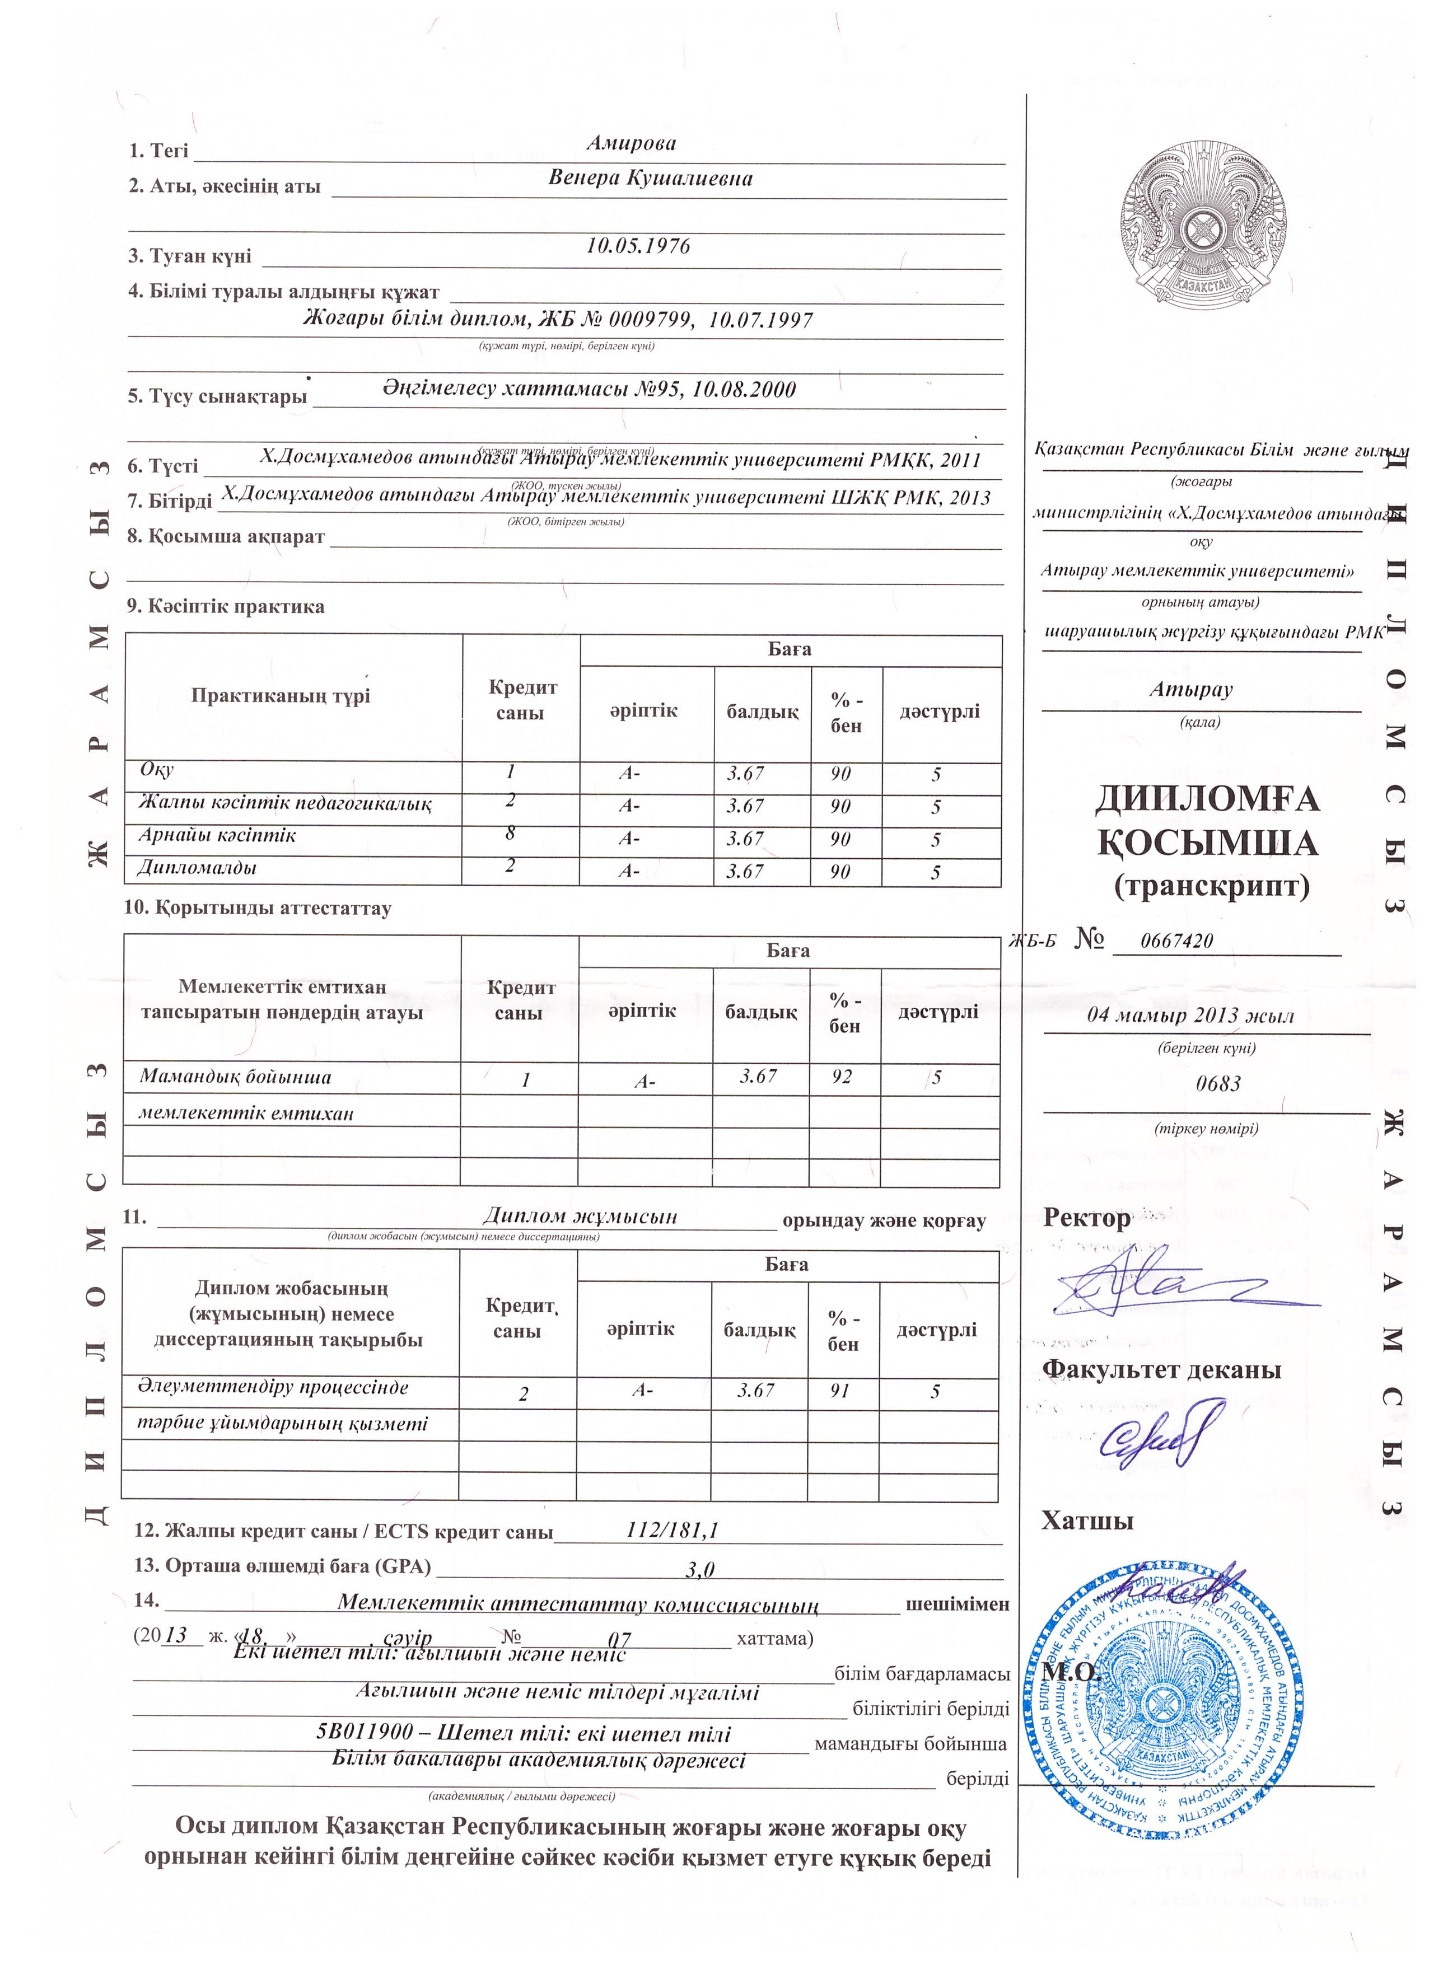 1. Тегі Амирова
2. Аты, әкесінің аты Венера Кушалиевна
3. Туған күні 10.05.1976
4. Білімі туралы алдыңғы құжат
Жоғары білім диплом, ЖБ № 0009799, 10.07.1997
(құжат түрі, нөмірі, берілген күні)
5. Түсу сынақтары Әңгімелесу хаттамасы №95, 10.08.2000
(құжат түрі, нөмірі, берілген күні)
6. Түсті Х.Досмұхамедов атындағы Атырау мемлекеттік университеті РМҚК, 2011
(ЖОО, түскен жылы)
7. Бітірді Х.Досмұхамедов атындағы Атырау мемлекеттік университеті ШЖҚ РМК, 2013
(ЖОО, бітірген жылы)
8. Қосымша ақпарат
9. Кәсіптік практика
Практиканың түрі Кредит саны Баға
әріптік балдық % - бен дәстүрлі
Оқу 1 А- 3.67 90 5
Жалпы кәсіптік педагогикалық 2 А- 3.67 90 5
Арнайы кәсіптік 8 А- 3.67 90 5
Дипломалды 2 А- 3.67 90 5
10. Қорытынды аттестаттау
Мемлекеттік емтихан тапсыратын пәндердің атауы Кредит саны Баға
әріптік балдық % - бен дәстүрлі
Мамандық бойынша 1 А- 3.67 92 5
мемлекеттік емтихан
11. Диплом жұмысын орындау және қорғау
(диплом жобасын (жұмысын) немесе диссертацияны)
Диплом жобасының (жұмысының) немесе диссертацияның тақырыбы Кредит саны Баға
әріптік балдық % - бен дәстүрлі
Әлеуметтендіру процессінде 2 А- 3.67 91 5
тәрбие ұйымдарының қызметі
12. Жалпы кредит саны / ECTS кредит саны 112/181,1
13. Орташа өлшемді баға (GPA) 3,0
14. Мемлекеттік аттестаттау комиссиясының шешімімен
(2013 ж. «18» сәуір № 07 хаттама)
Екі шетел тілі: ағылшын және неміс білім бағдарламасы
Ағылшын және неміс тілдері мұғалімі біліктілігі берілді
5В011900 – Шетел тілі: екі шетел тілі мамандығы бойынша
Білім бакалавры академиялық дәрежесі берілді
(академиялық / ғылыми дәрежесі)
Осы диплом Қазақстан Республикасының жоғары және жоғары оқу
орнынан кейінгі білім деңгейіне сәйкес кәсіби қызмет етуге құқық береді
ДИПЛОМСЫЗ ЖАРАМСЫЗ
ҚАЗАҚСТАН
Қазақстан Республикасы Білім және ғылым
(жоғары
министрлігінің «Х.Досмұхамедов атындағы
оқу
Атырау мемлекеттік университеті»
орнының атауы)
шаруашылық жүргізу құқығындағы РМК
Атырау
(қала)
ДИПЛОМҒА
ҚОСЫМША
(транскрипт)
ЖБ-Б № 0667420
04 мамыр 2013 жыл
(берілген күні)
0683
(тіркеу нөмірі)
Ректор
Факультет деканы
Хатшы
М.О.
ҚАЗАҚСТАН
ДИПЛОМСЫЗ ЖАРАМСЫЗ